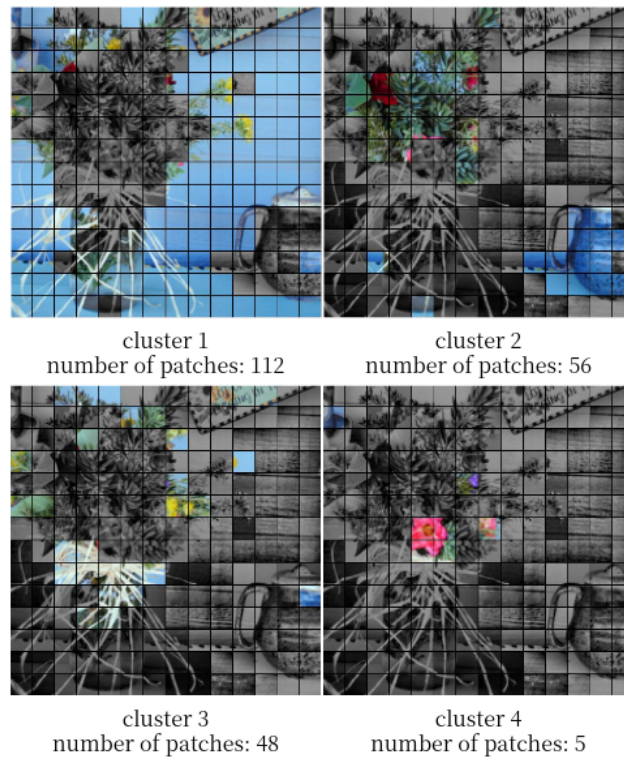 cluster 1
number of patches: 112
cluster 2
number of patches: 56
cluster 3
number of patches: 48
cluster 4
number of patches: 5